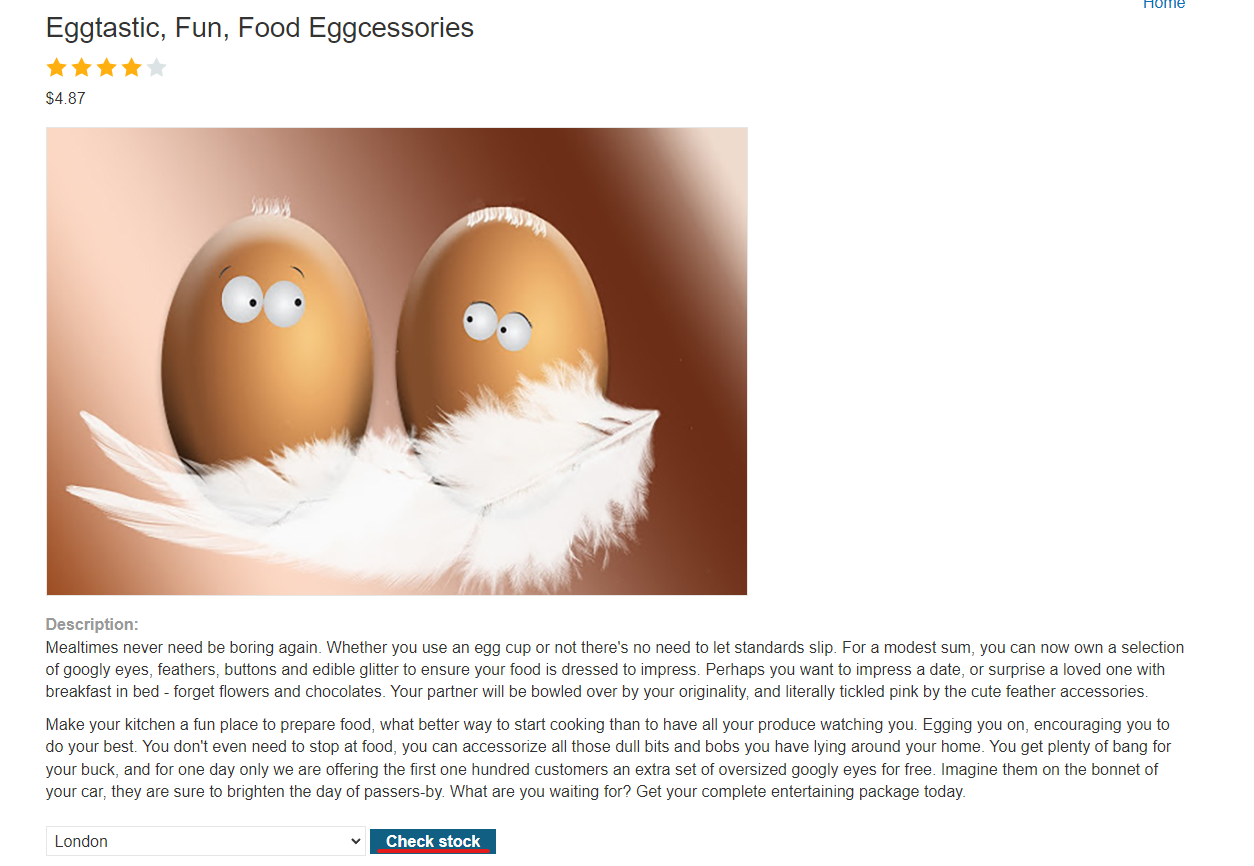 Home
Eggtastic, Fun, Food Eggcessories
$4.87
Description:
Mealtimes never need be boring again. Whether you use an egg cup or not there's no need to let standards slip. For a modest sum, you can now own a selection
of googly eyes, feathers, buttons and edible glitter to ensure your food is dressed to impress. Perhaps you want to impress a date, or surprise a loved one with
breakfast in bed - forget flowers and chocolates. Your partner will be bowled over by your originality, and literally tickled pink by the cute feather accessories.
Make your kitchen a fun place to prepare food, what better way to start cooking than to have all your produce watching you. Egging you on, encouraging you to
do your best. You don't even need to stop at food, you can accessorize all those dull bits and bobs you have lying around your home. You get plenty of bang for
your buck, and for one day only we are offering the first one hundred customers an extra set of oversized googly eyes for free. Imagine them on the bonnet of
your car, they are sure to brighten the day of passers-by. What are you waiting for? Get your complete entertaining package today.
London
Check stock